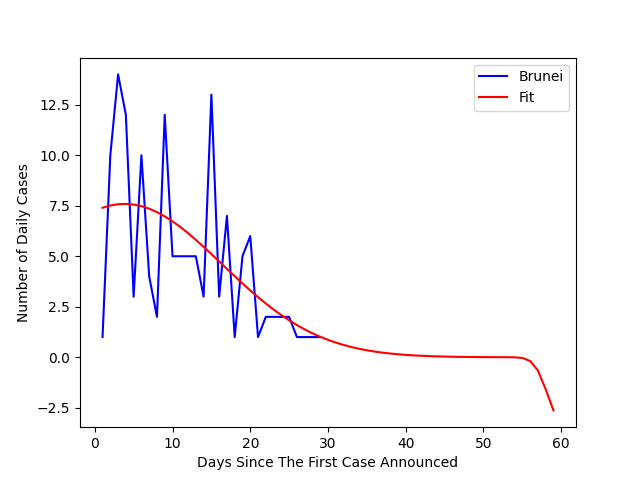 Brunei
Fit
12.5
10.0
7.5
5.0
2.5
0.0
−2.5
Number of Daily Cases
0 10 20 30 40 50 60
Days Since The First Case Announced